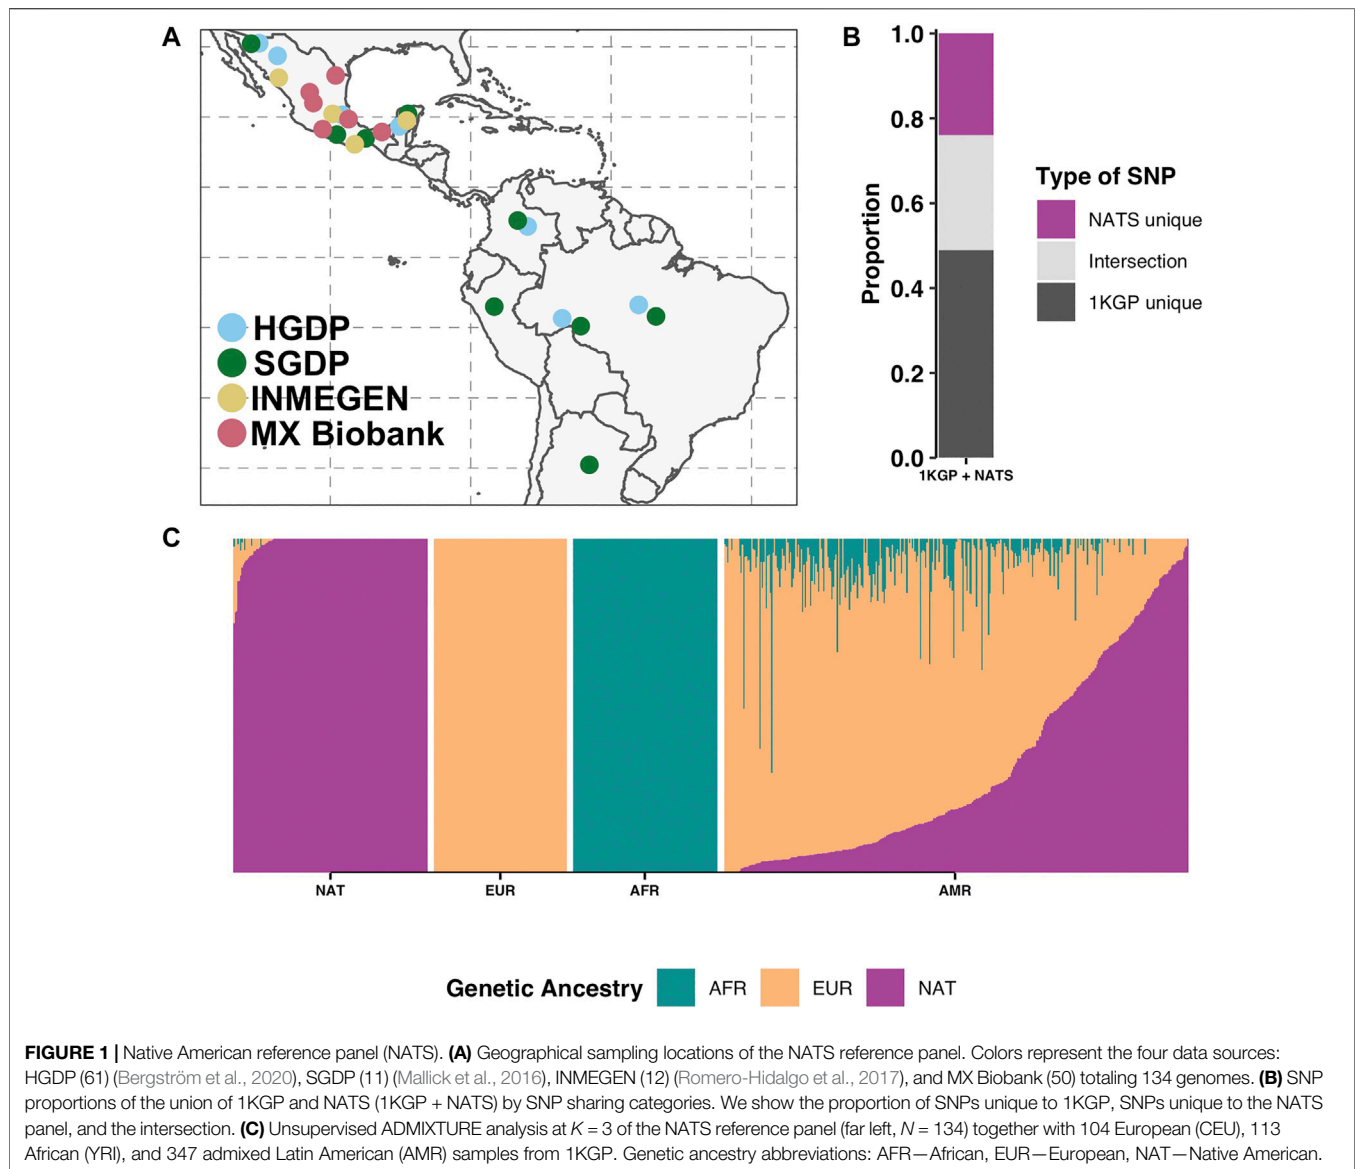 A
HGDP
SGDP
INMEGEN
MX Biobank
B
Proportion
1.0
0.8
0.6
0.4
0.2
0.0
1KGP + NATS
Type of SNP
NATS unique
Intersection
1KGP unique
C
NAT EUR AFR AMR
Genetic Ancestry AFR EUR NAT
FIGURE 1 | Native American reference panel (NATS). (A) Geographical sampling locations of the NATS reference panel. Colors represent the four data sources:
HGDP (61) (Bergström et al., 2020), SGDP (11) (Mallick et al., 2016), INMEGEN (12) (Romero-Hidalgo et al., 2017), and MX Biobank (50) totaling 134 genomes. (B) SNP
proportions of the union of 1KGP and NATS (1KGP + NATS) by SNP sharing categories. We show the proportion of SNPs unique to 1KGP, SNPs unique to the NATS
panel, and the intersection. (C) Unsupervised ADMIXTURE analysis at K = 3 of the NATS reference panel (far left, N = 134) together with 104 European (CEU), 113
African (YRI), and 347 admixed Latin American (AMR) samples from 1KGP. Genetic ancestry abbreviations: AFR—African, EUR—European, NAT—Native American.